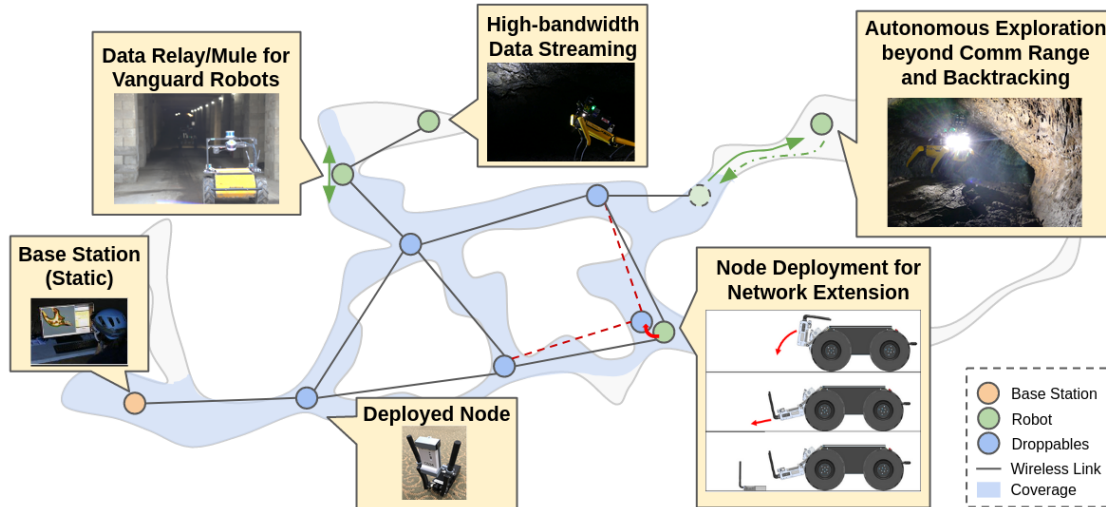 Data Relay/Mule for
Vanguard Robots
High-bandwidth
Data Streaming
Autonomous Exploration
beyond Comm Range
and Backtracking
Base Station
(Static)
Node Deployment for
Network Extension
Deployed Node
Base Station
Robot
Droppables
Wireless Link
Coverage